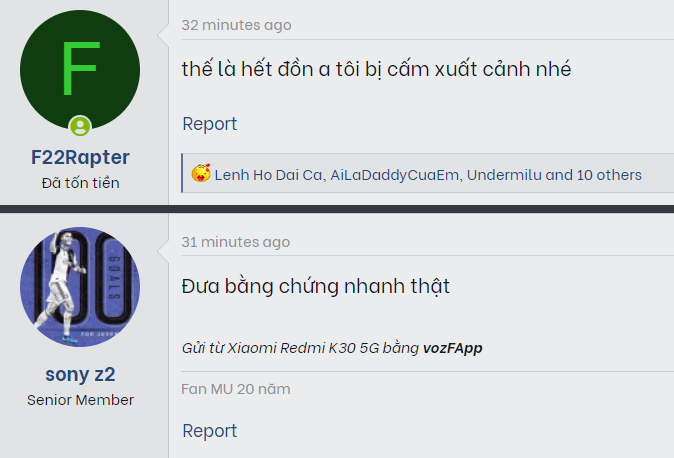 F
32 minutes ago
thế là hết đồn a tôi bị cấm xuất cảnh nhé
Report
F22Rapter
Đã tốn tiền
Lenh Ho Dai Ca, AiLaDaddyCuaEm, Undermilu and 10 others
31 minutes ago
GOALS
Đưa bằng chứng nhanh thật
Gửi từ Xiaomi Redmi K30 5G bằng vozFApp
sony z2
Senior Member
Fan MU 20 năm
Report